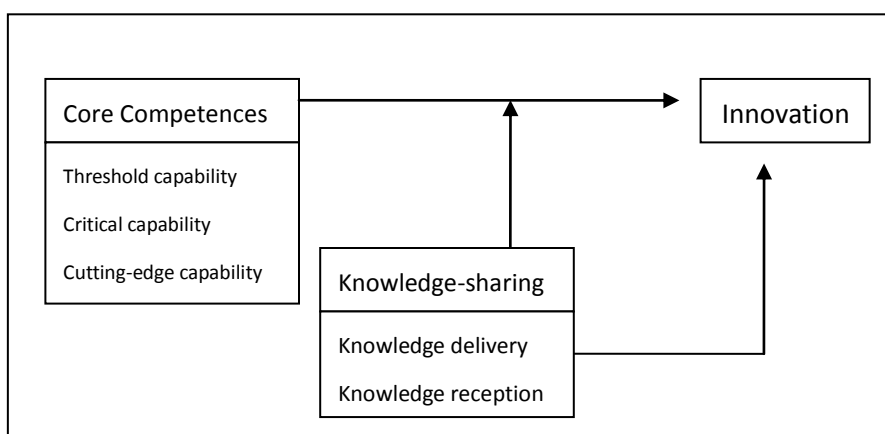 Core Competences
Threshold capability
Critical capability
Cutting-edge capability
Innovation
Knowledge-sharing
Knowledge delivery
Knowledge reception